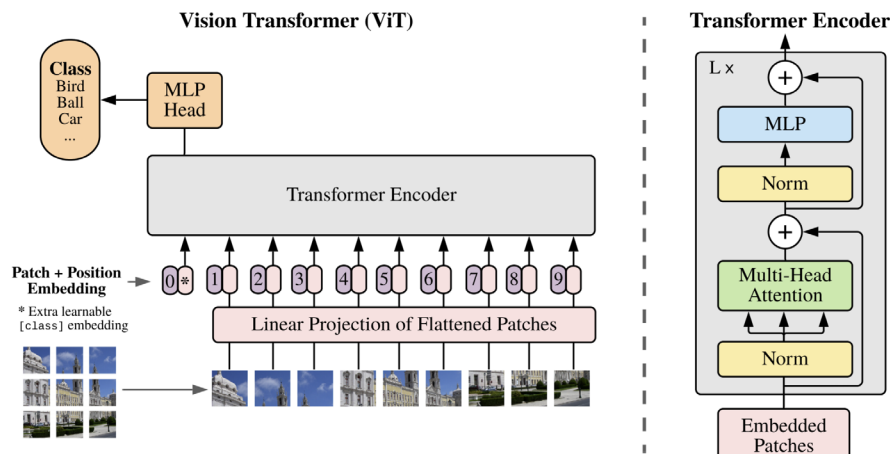 Vision Transformer (ViT)
Class
Bird
Ball
Car
...
MLP
Head
Transformer Encoder
Patch + Position
Embedding
0 * 1 2 3 4 5 6 7 8 9
* Extra learnable
[class] embedding
Linear Projection of Flattened Patches
Transformer Encoder
L x
+
MLP
Norm
+
Multi-Head
Attention
Norm
Embedded
Patches